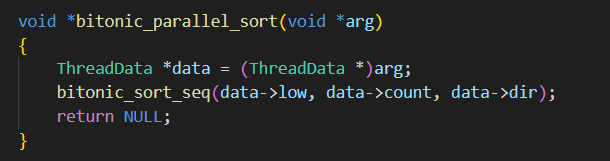 void *bitonic_parallel_sort(void *arg)
{
    ThreadData *data = (ThreadData *)arg;
    bitonic_sort_seq(data->low, data->count, data->dir);
    return NULL;
}